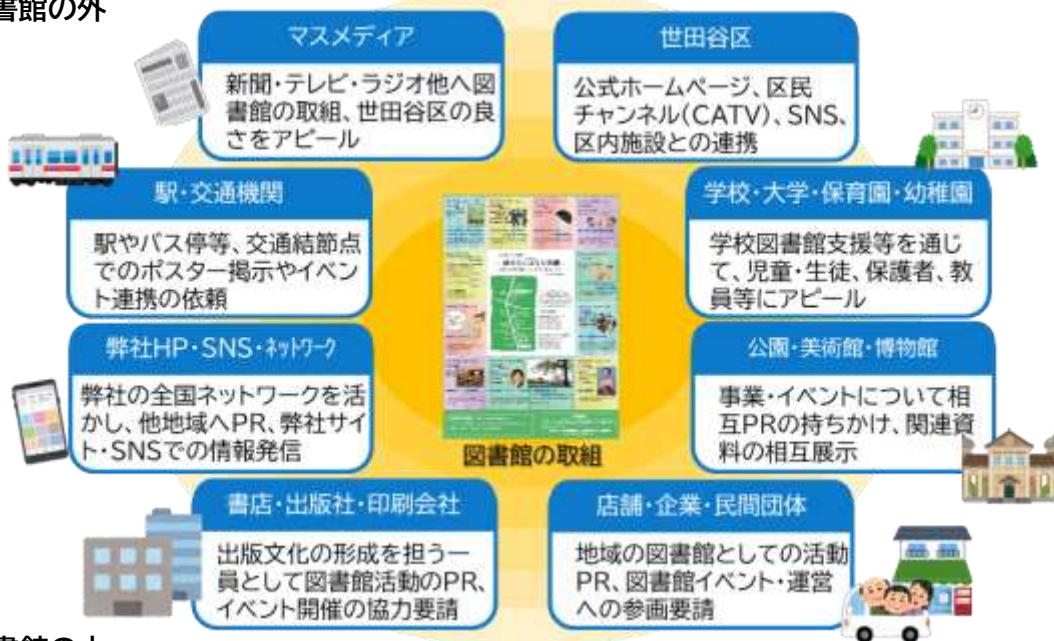 書館の外
マスメディア
新聞・テレビ・ラジオ他へ図
書館の取組、世田谷区の良
さをアピール
世田谷区
公式ホームページ、区民
チャンネル(CATV)、SNS、
区内施設との連携
駅・交通機関
駅やバス停等、交通結節点
でのポスター掲示やイベン
ト連携の依頼
学校・大学・保育園・幼稚園
学校図書館支援等を通じ
て、児童・生徒、保護者、教
員等にアピール
弊社HP・SNS・ﾈｯﾄﾜｰｸ
弊社の全国ネットワークを活
かし、他地域へPR、弊社サイ
ト・SNSでの情報発信
公園・美術館・博物館
事業・イベントについて相
互PRの持ちかけ、関連資
料の相互展示
図書館の取組
書店・出版社・印刷会社
出版文化の形成を担う一
員として図書館活動のPR、
イベント開催の協力要請
店舗・企業・民間団体
地域の図書館としての活動
PR、図書館イベント・運営
への参画要請